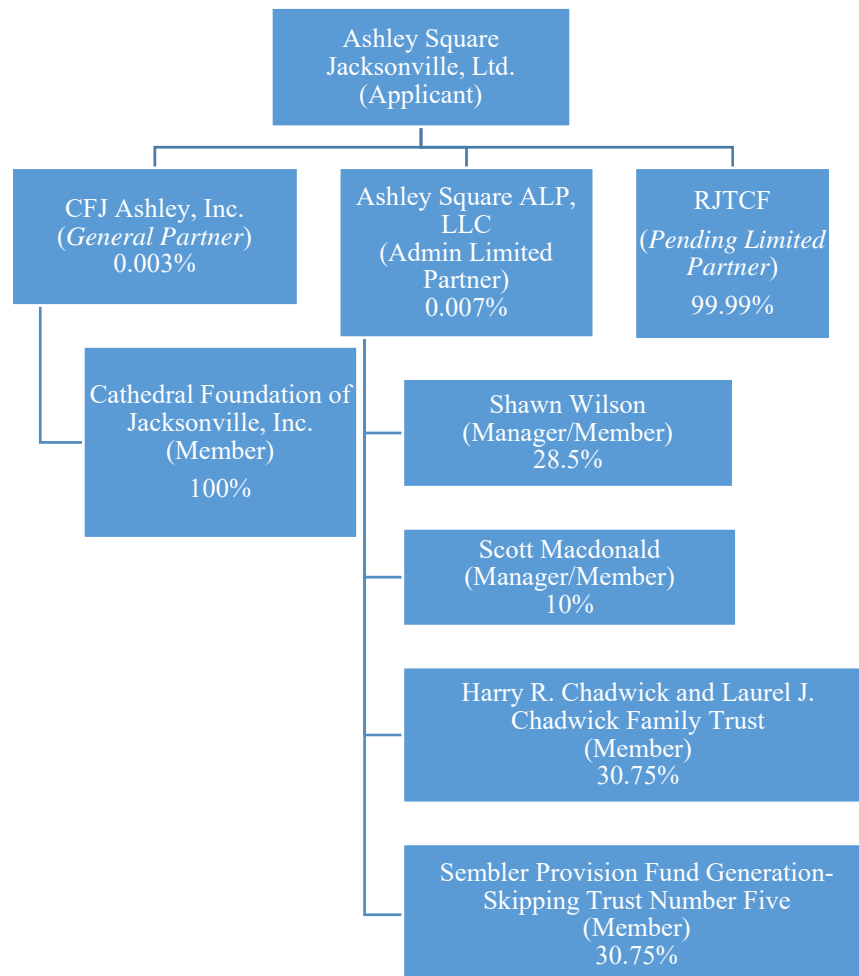 Ashley Square
Jacksonville, Ltd.
(Applicant)
CFJ Ashley, Inc.
(General Partner)
0.003%
Ashley Square ALP,
LLC
(Admin Limited
Partner)
0.007%
RJTCF
(Pending Limited
Partner)
99.99%
Cathedral Foundation of
Jacksonville, Inc.
(Member)
100%
Shawn Wilson
(Manager/Member)
28.5%
Scott Macdonald
(Manager/Member)
10%
Harry R. Chadwick and Laurel J.
Chadwick Family Trust
(Member)
30.75%
Sembler Provision Fund Generation-
Skipping Trust Number Five
(Member)
30.75%